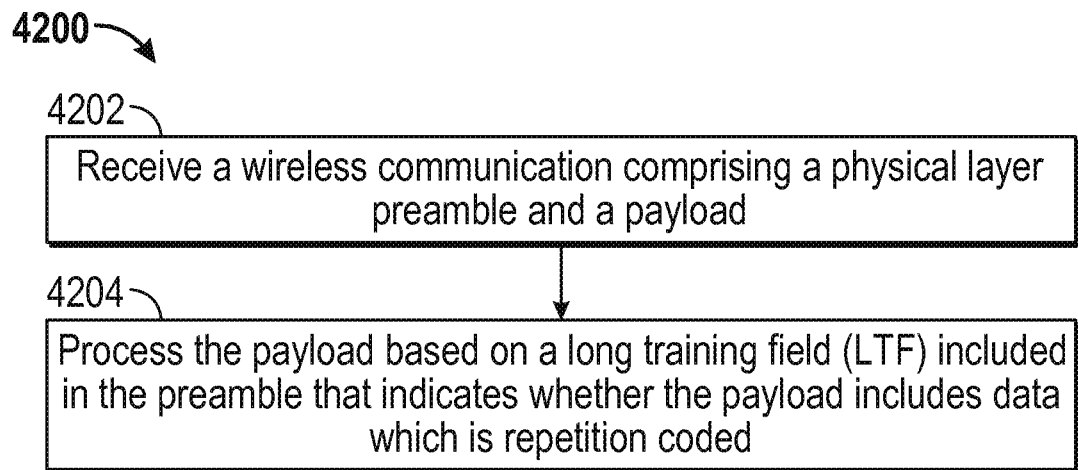 4200
4202
Receive a wireless communication comprising a physical layer
preamble and a payload
4204
Process the payload based on a long training field (LTF) included
in the preamble that indicates whether the payload includes data
which is repetition coded